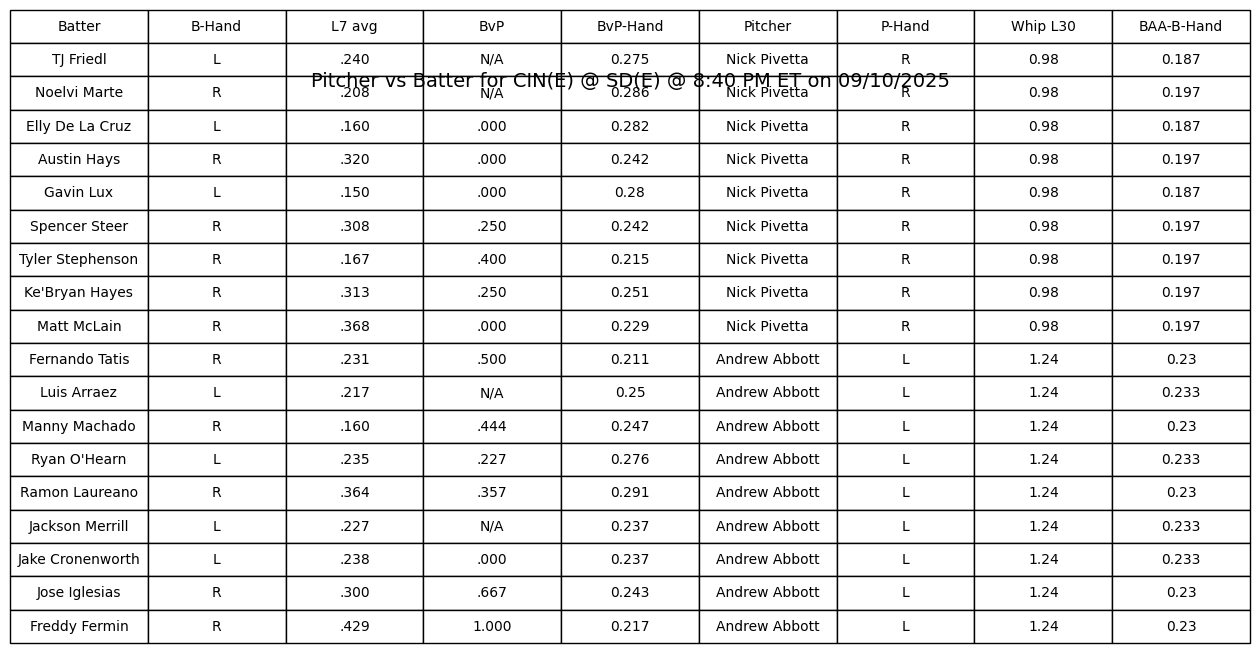 Batter B-Hand L7 avg BvP BvP-Hand Pitcher P-Hand Whip L30 BAA-B-Hand
TJ Friedl L .240 N/A 0.275 Nick Pivetta R 0.98 0.187
Pitcher vs Batter for CIN(E) @ SD(E) @ 8:40 PM ET on 09/10/2025
Noelvi Marte R .208 N/A 0.286 Nick Pivetta R 0.98 0.197
Elly De La Cruz L .160 .000 0.282 Nick Pivetta R 0.98 0.187
Austin Hays R .320 .000 0.242 Nick Pivetta R 0.98 0.197
Gavin Lux L .150 .000 0.28 Nick Pivetta R 0.98 0.187
Spencer Steer R .308 .250 0.242 Nick Pivetta R 0.98 0.197
Tyler Stephenson R .167 .400 0.215 Nick Pivetta R 0.98 0.197
Ke'Bryan Hayes R .313 .250 0.251 Nick Pivetta R 0.98 0.197
Matt McLain R .368 .000 0.229 Nick Pivetta R 0.98 0.197
Fernando Tatis R .231 .500 0.211 Andrew Abbott L 1.24 0.23
Luis Arraez L .217 N/A 0.25 Andrew Abbott L 1.24 0.233
Manny Machado R .160 .444 0.247 Andrew Abbott L 1.24 0.23
Ryan O'Hearn L .235 .227 0.276 Andrew Abbott L 1.24 0.233
Ramon Laureano R .364 .357 0.291 Andrew Abbott L 1.24 0.23
Jackson Merrill L .227 N/A 0.237 Andrew Abbott L 1.24 0.233
Jake Cronenworth L .238 .000 0.237 Andrew Abbott L 1.24 0.233
Jose Iglesias R .300 .667 0.243 Andrew Abbott L 1.24 0.23
Freddy Fermin R .429 1.000 0.217 Andrew Abbott L 1.24 0.23